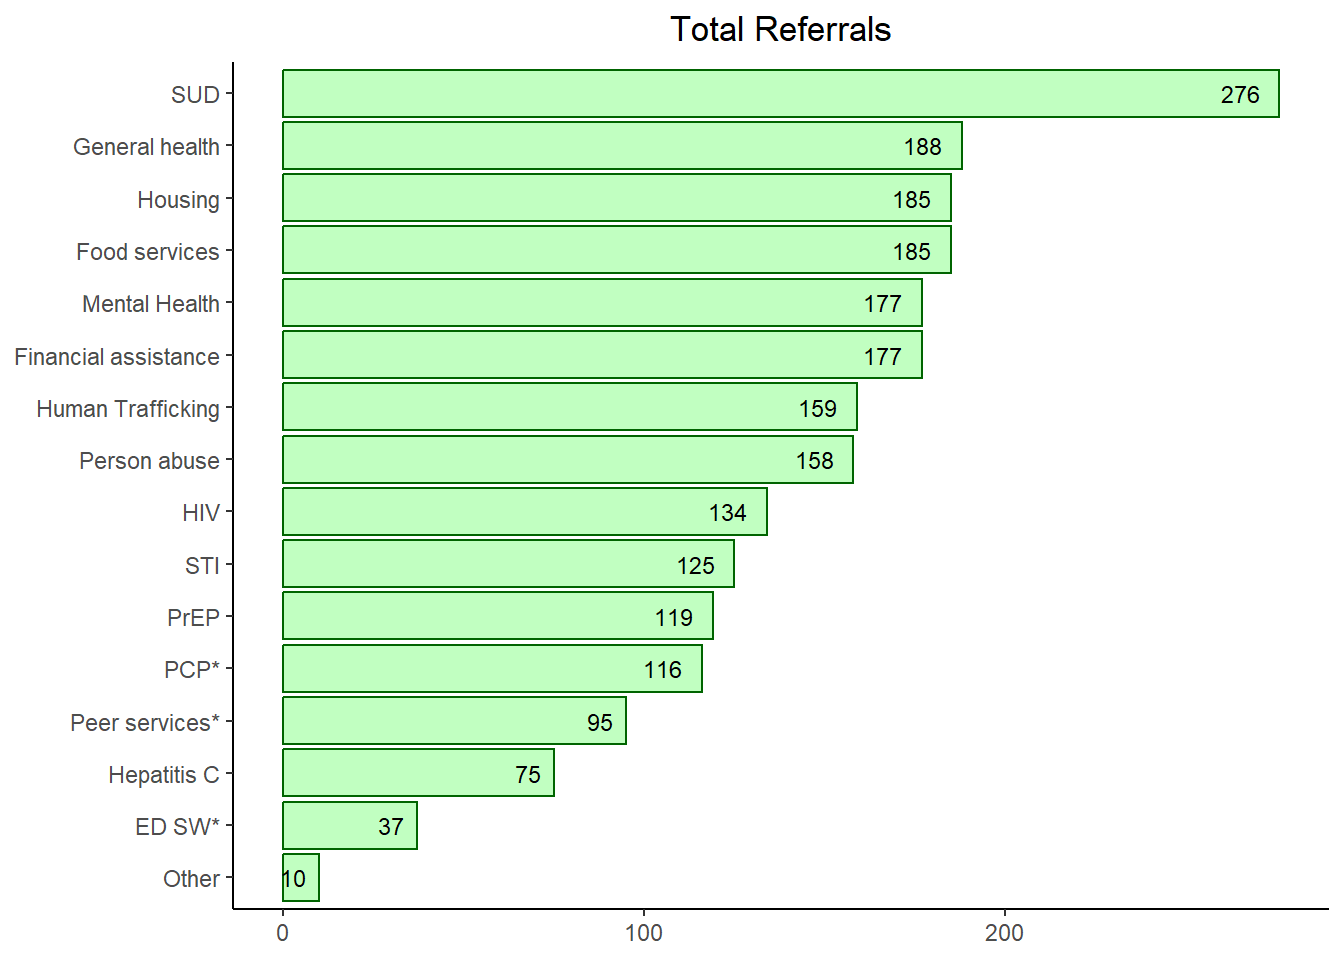 Total Referrals
SUD 276
General health 188
Housing 185
Food services 185
Mental Health 177
Financial assistance 177
Human Trafficking 159
Person abuse 158
HIV 134
STI 125
PrEP 119
PCP* 116
Peer services* 95
Hepatitis C 75
ED SW* 37
Other 10
0 100 200